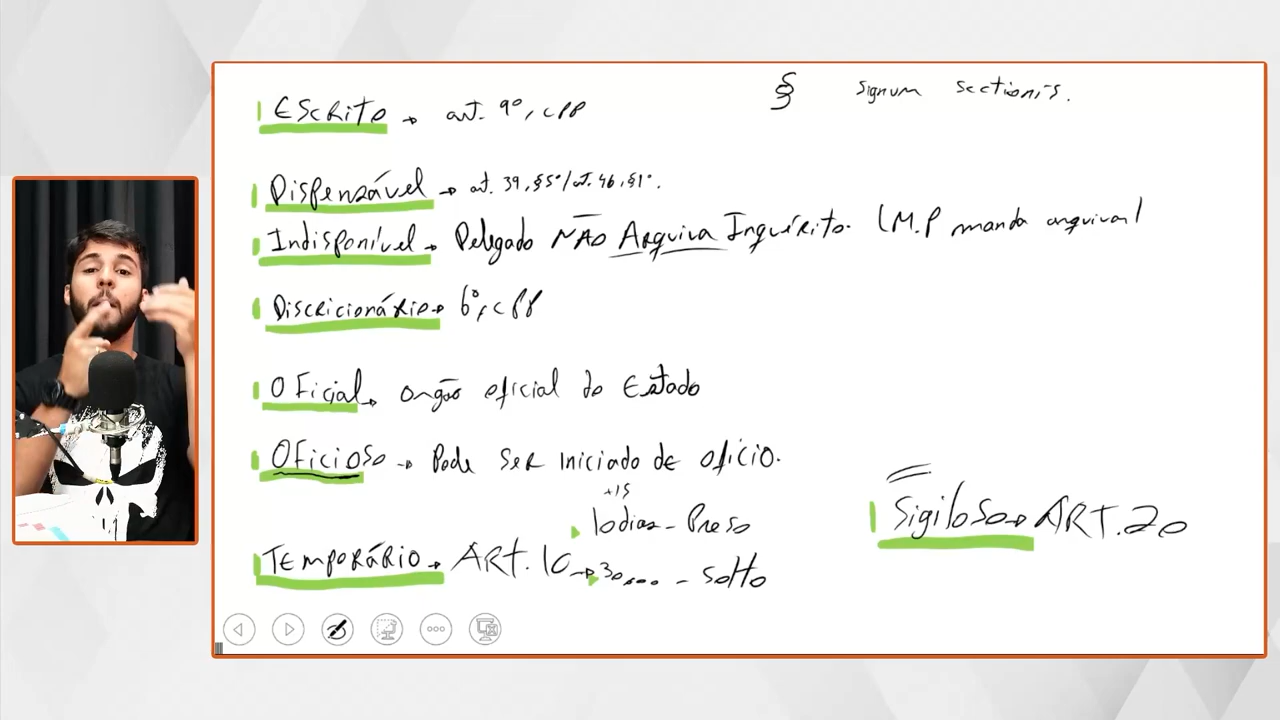 § Signum sectionis.
Escrito → art. 9º, CPP
Dispensável → art. 39, §5º/art. 46, §1º.
Indisponível → Delegado NÃO Arquiva Inquérito. (M.P manda arquivar)
Discricionário → 6º, CPP
Oficial → orgão oficial do Estado
Oficioso → Pode ser iniciado de ofício.
+15
10 dias - Preso
Sigiloso → ART. 20
Temporário → ART. 10 → 30 - Solto